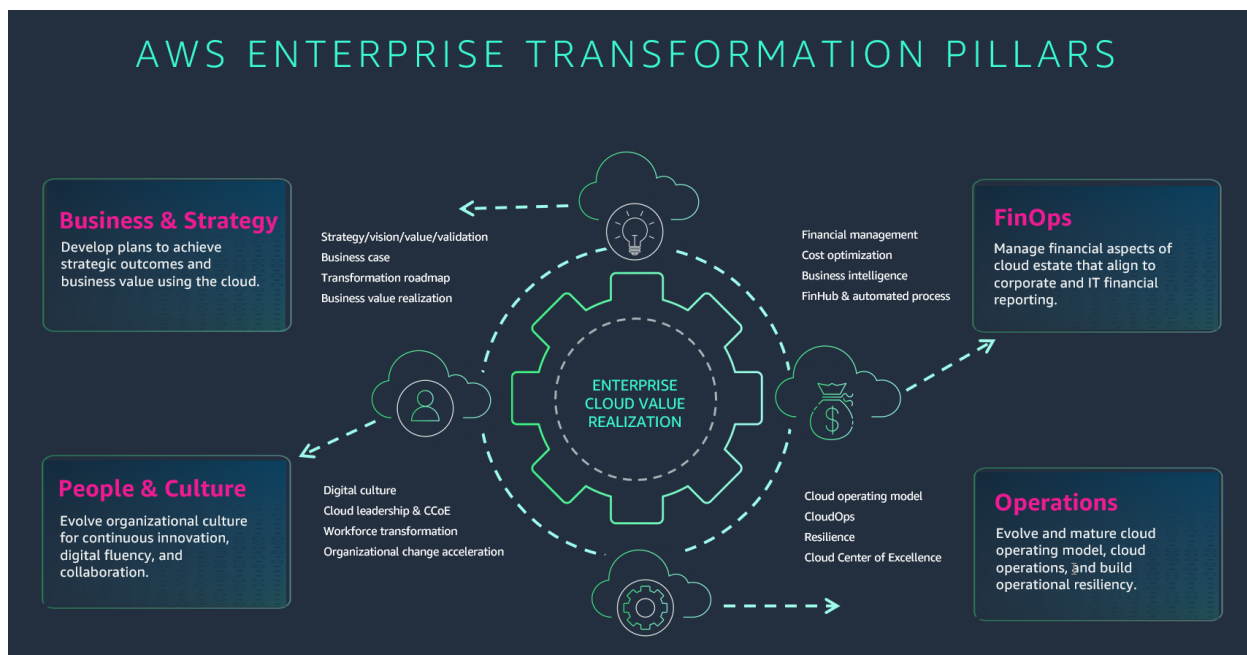 AWS ENTERPRISE TRANSFORMATION PILLARS
Business & Strategy
Develop plans to achieve
strategic outcomes and
business value using the cloud.
Strategy/vision/value/validation
Business case
Transformation roadmap
Business value realization
Financial management
Cost optimization
Business intelligence
FinHub & automated process
FinOps
Manage financial aspects of
cloud estate that align to
corporate and IT financial
reporting.
ENTERPRISE
CLOUD VALUE
REALIZATION
$
People & Culture
Evolve organizational culture
for continuous innovation,
digital fluency, and
collaboration.
Digital culture
Cloud leadership & CCoE
Workforce transformation
Organizational change acceleration
Cloud operating model
CloudOps
Resilience
Cloud Center of Excellence
Operations
Evolve and mature cloud
operating model, cloud
operations, and build
operational resiliency.